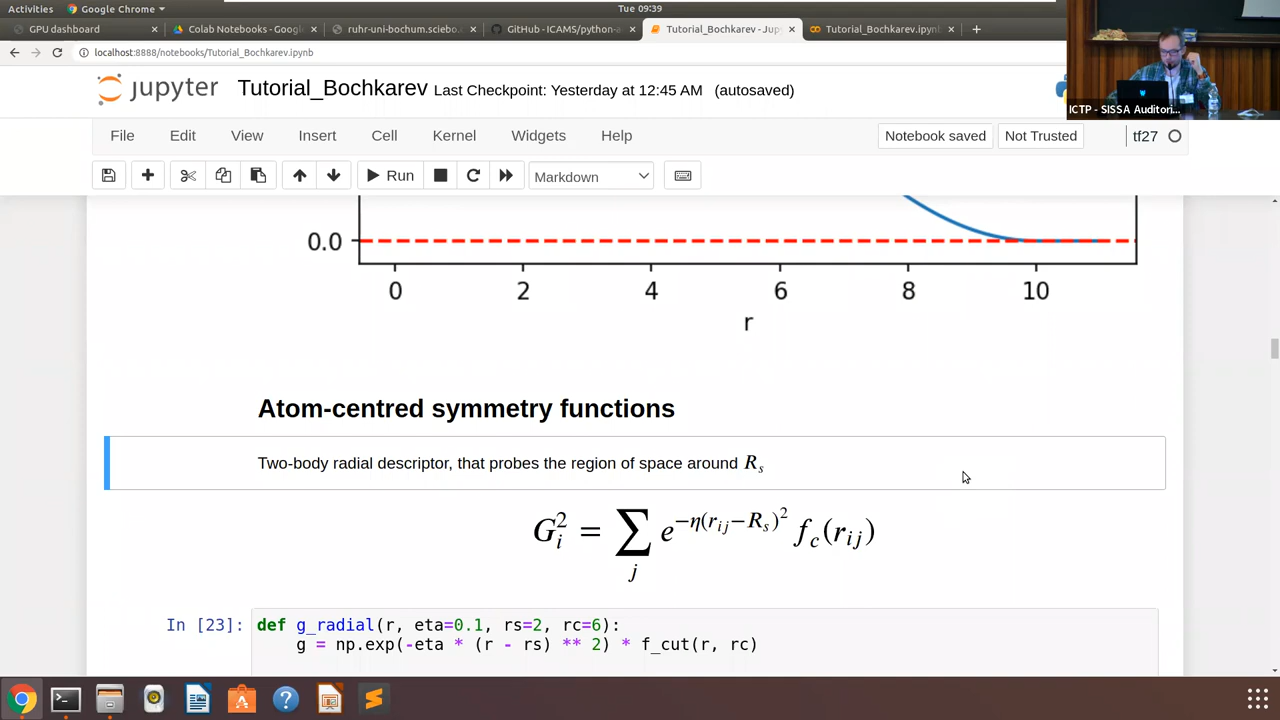 Activities
Google Chrome
Tue 09:39
GPU dashboard
Colab Notebooks - Googl
ruhr-uni-bochum.sciebo.
GitHub - ICAMS/python-a
Tutorial_Bochkarev - Jup
Tutorial_Bochkarev.ipynb
localhost:8888/notebooks/Tutorial_Bochkarev.ipynb
jupyter Tutorial_Bochkarev Last Checkpoint: Yesterday at 12:45 AM (autosaved)
ICTP - SISSA Auditori...
File Edit View Insert Cell Kernel Widgets Help
Notebook saved
Not Trusted
tf27
Run
Markdown
0.0
0 2 4 6 8 10
r
Atom-centred symmetry functions
Two-body radial descriptor, that probes the region of space around R_s
G_i^2 = ∑_j e^{-η(r_{ij}-R_s)^2} f_c(r_{ij})
In [23]: def g_radial(r, eta=0.1, rs=2, rc=6):
g = np.exp(-eta * (r - rs) ** 2) * f_cut(r, rc)